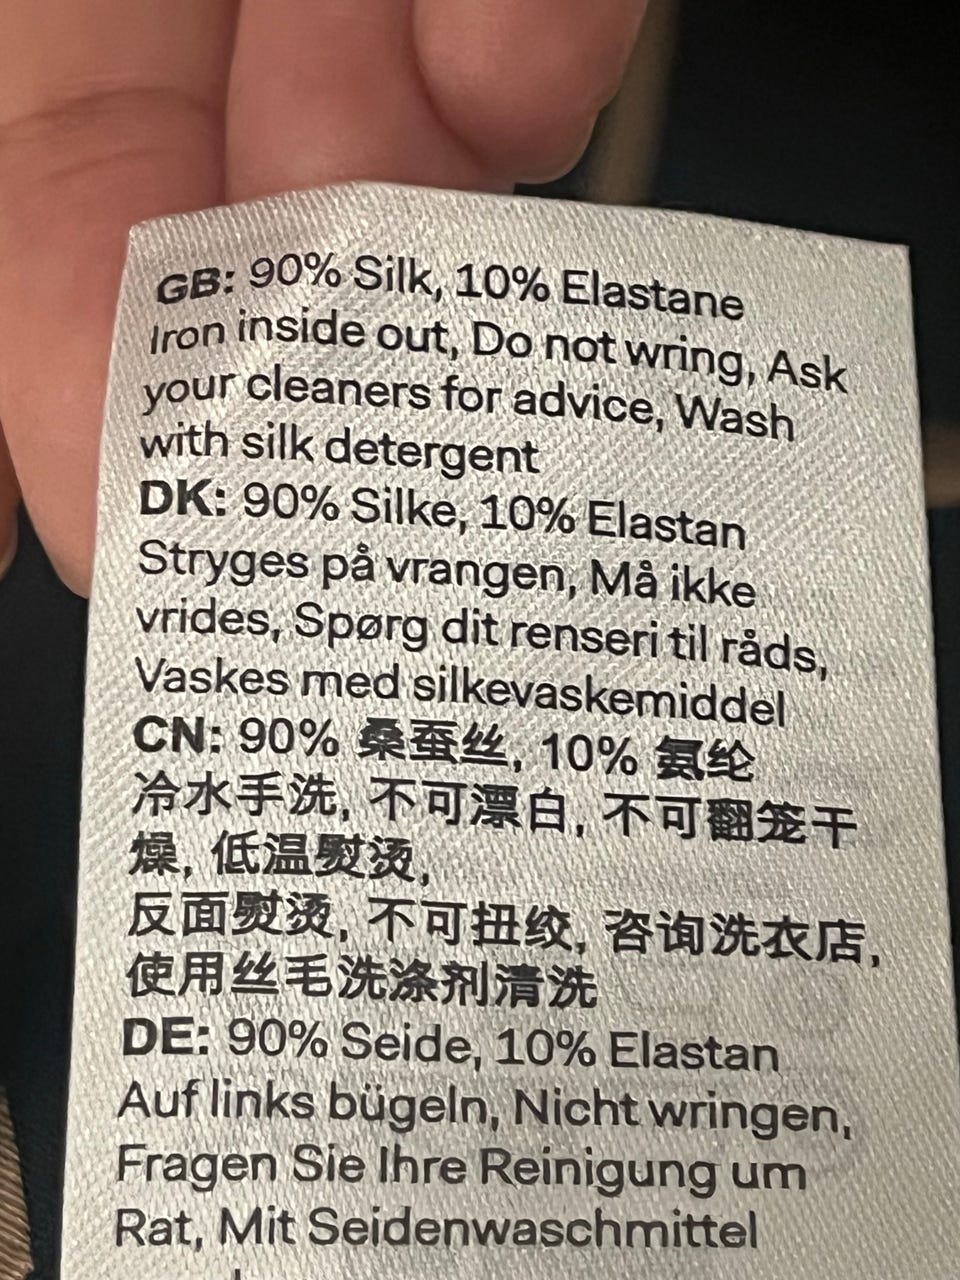 GB: 90% Silk, 10% Elastane
Iron inside out, Do not wring, Ask
your cleaners for advice, Wash
with silk detergent
DK: 90% Silke, 10% Elastan
Stryges på vrangen, Må ikke
vrides, Spørg dit renseri til råds,
Vaskes med silkevaskemiddel
CN: 90% 桑蚕丝, 10% 氨纶
冷水手洗, 不可漂白, 不可翻笼干
燥, 低温熨烫,
反面熨烫, 不可扭绞, 咨询洗衣店,
使用丝毛洗涤剂清洗
DE: 90% Seide, 10% Elastan
Auf links bügeln, Nicht wringen,
Fragen Sie Ihre Reinigung um
Rat, Mit Seidenwaschmittel